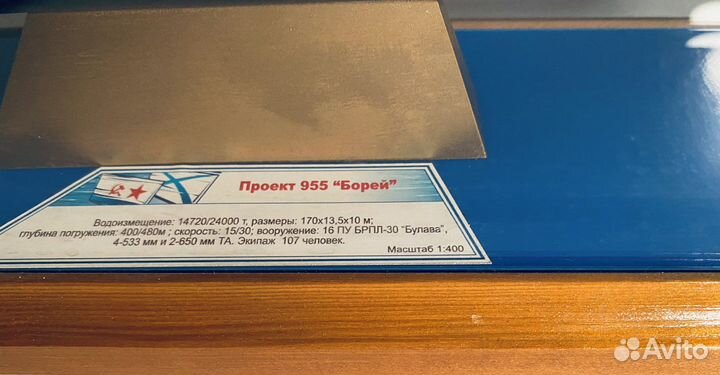 Проект 955 "Борей"
Водоизмещение: 14720/24000 т, размеры: 170х13,5х10 м;
глубина погружения: 400/480м ; скорость: 15/30; вооружение: 16 ПУ БРПЛ-30 "Булава",
4-533 мм и 2-650 мм ТА. Экипаж 107 человек.
Масштаб 1:400
Avito